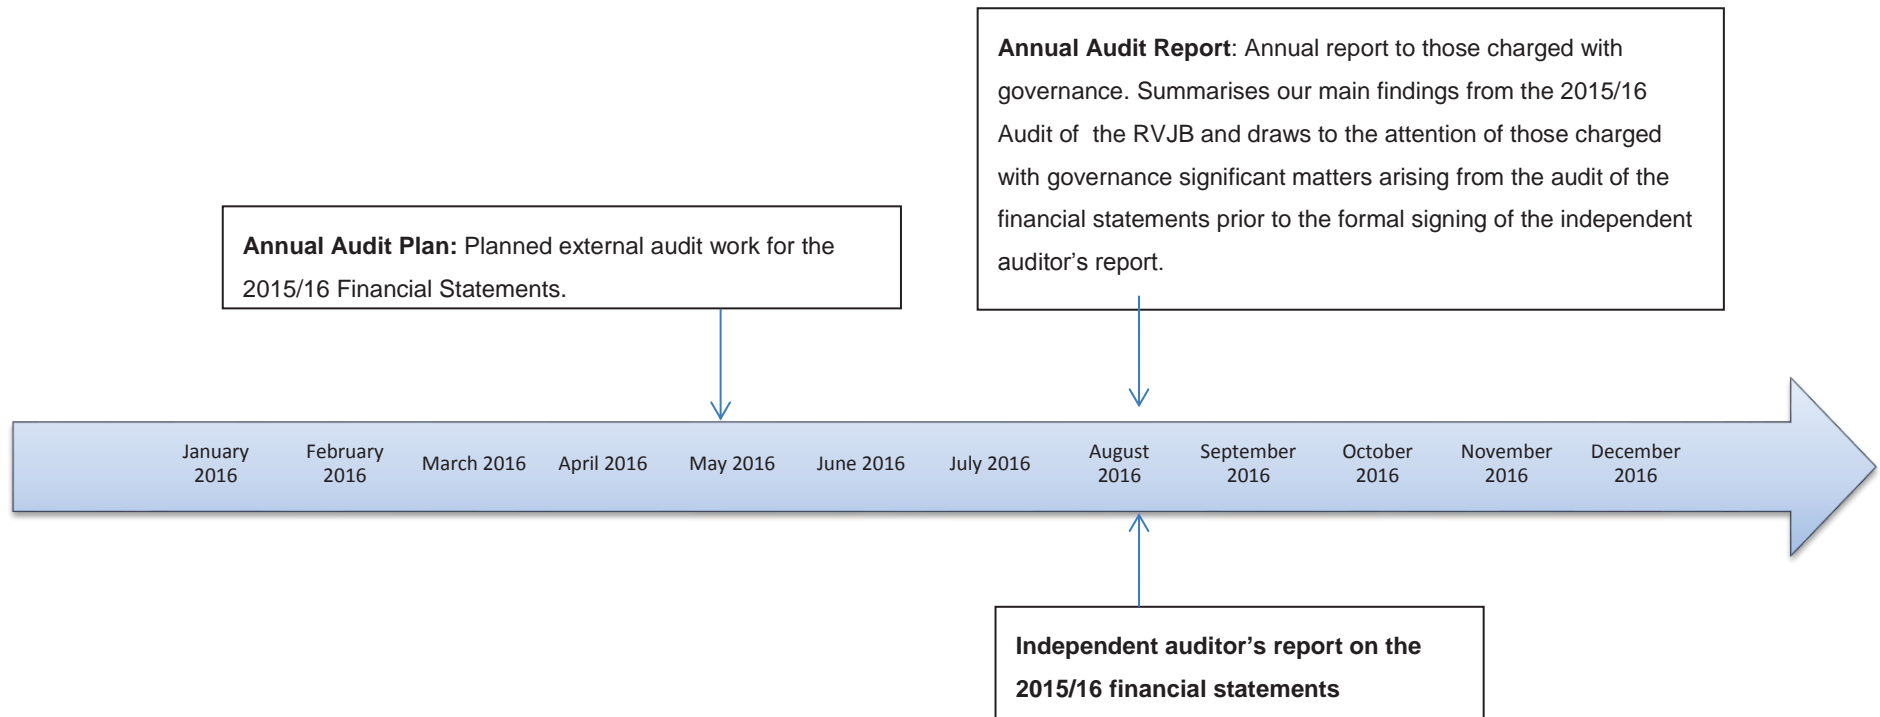 Annual Audit Report: Annual report to those charged with
governance. Summarises our main findings from the 2015/16
Audit of the RVJB and draws to the attention of those charged
with governance significant matters arising from the audit of the
financial statements prior to the formal signing of the independent
auditor’s report.
Annual Audit Plan: Planned external audit work for the
2015/16 Financial Statements.
January
2016
February
2016
March 2016
April 2016
May 2016
June 2016
July 2016
August
2016
September
2016
October
2016
November
2016
December
2016
Independent auditor’s report on the
2015/16 financial statements